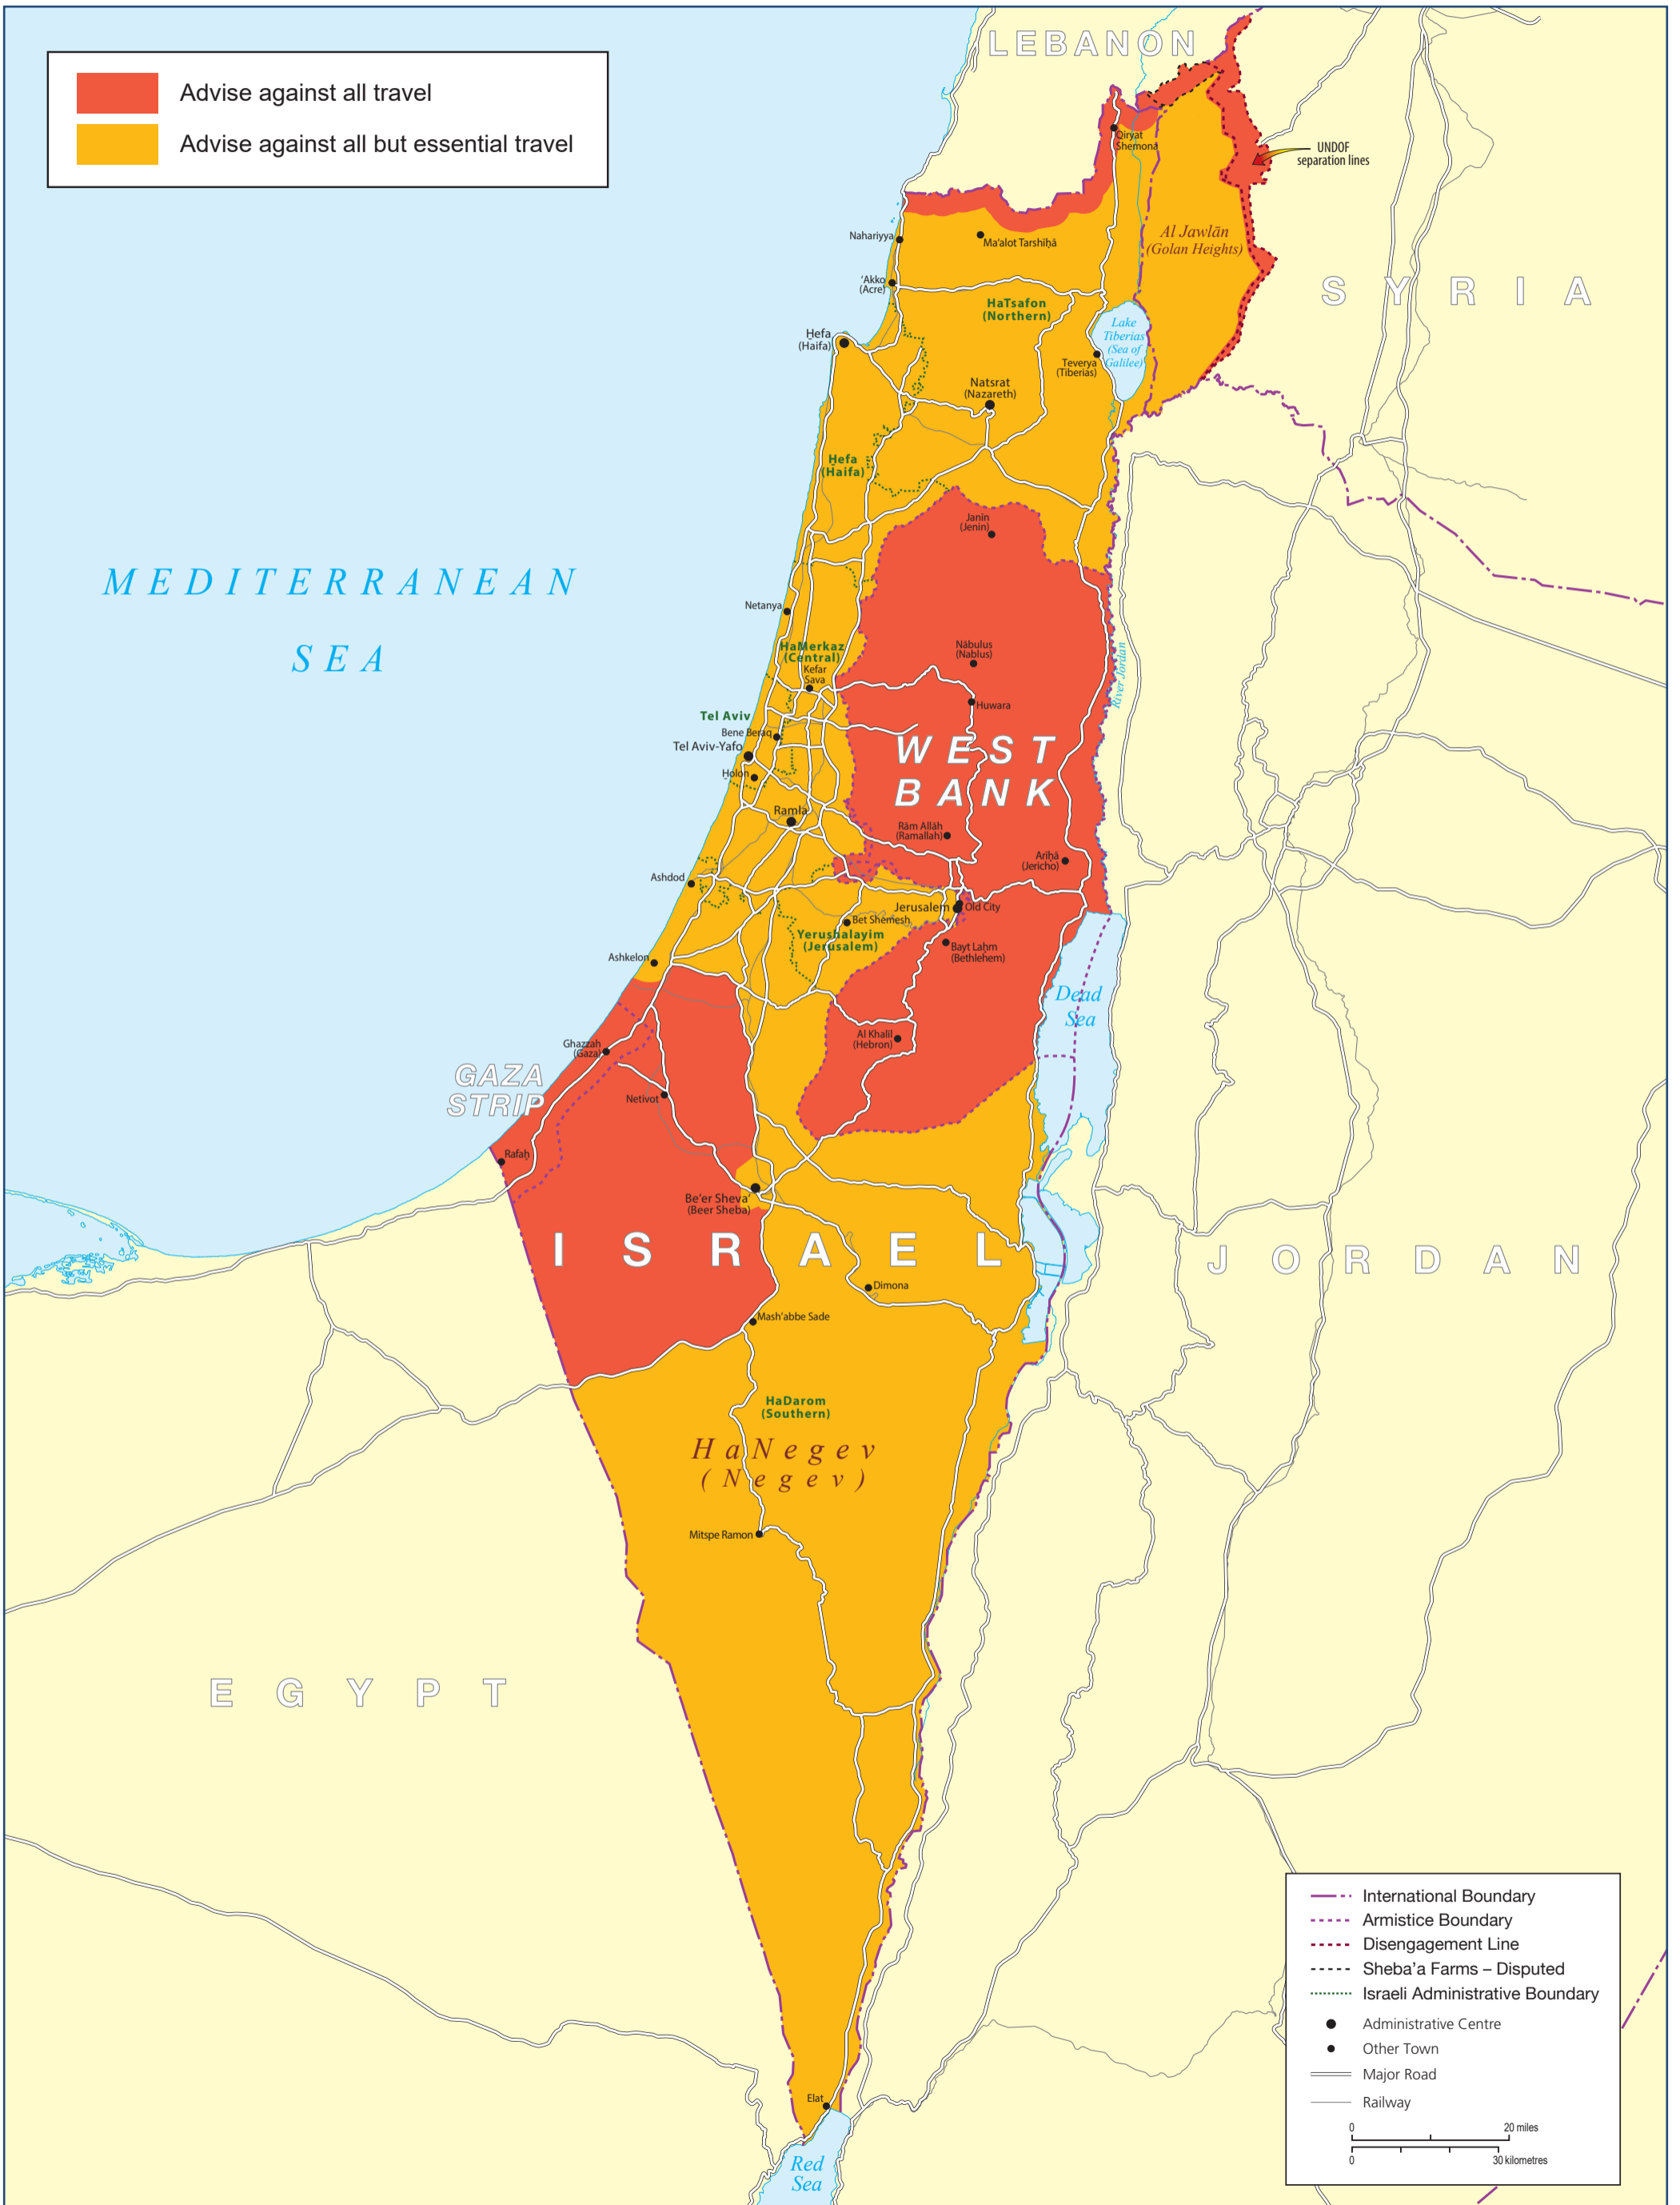 Advise against all travel
Advise against all but essential travel
LEBANON
Qiryat
Shemona
UNDOF
separation lines
Nahariyya
Ma'alot Tarshīḥā
Al Jawlān
(Golan Heights)
SYRIA
'Akko
(Acre)
HaTsafon
(Northern)
Lake
Tiberias
(Sea of
Galilee)
Ḥefa
(Haifa)
Teverya
(Tiberias)
Natsrat
(Nazareth)
Ḥefa
(Haifa)
Janīn
(Jenin)
MEDITERRANEAN
SEA
Netanya
HaMerkaz
(Central)
Kefar
Sava
Nābulus
(Nablus)
River Jordan
Huwara
Tel Aviv
Bene Beraq
Tel Aviv-Yafo
Ḥolon
WEST
BANK
Ramla
Rām Allāh
(Ramallah)
Arīḥā
(Jericho)
Ashdod
Jerusalem
Old City
Bet Shemesh
Yerushalayim
(Jerusalem)
Bayt Laḥm
(Bethlehem)
Ashkelon
Dead
Sea
Al Khalīl
(Hebron)
Ghazzah
(Gaza)
GAZA
STRIP
Netivot
Rafaḥ
Be'er Sheva'
(Beer Sheba)
ISRAEL
JORDAN
Dimona
Mash'abbe Sade
HaDarom
(Southern)
HaNegev
(Negev)
Mitspe Ramon
EGYPT
Elat
Red
Sea
International Boundary
Armistice Boundary
Disengagement Line
Sheba'a Farms – Disputed
Israeli Administrative Boundary
Administrative Centre
Other Town
Major Road
Railway
0 20 miles
0 30 kilometres